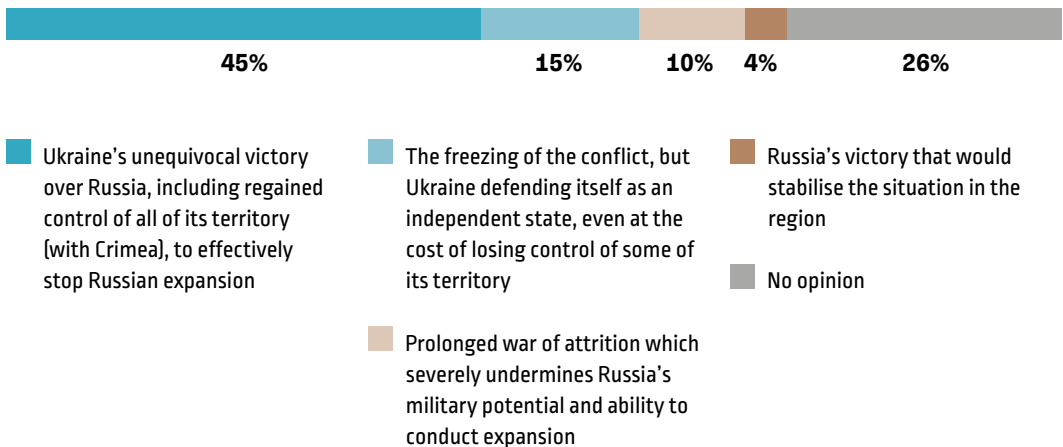 45% 15% 10% 4% 26%
Ukraine's unequivocal victory
over Russia, including regained
control of all of its territory
(with Crimea), to effectively
stop Russian expansion
The freezing of the conflict, but
Ukraine defending itself as an
independent state, even at the
cost of losing control of some of
its territory
Prolonged war of attrition which
severely undermines Russia's
military potential and ability to
conduct expansion
Russia's victory that would
stabilise the situation in the
region
No opinion